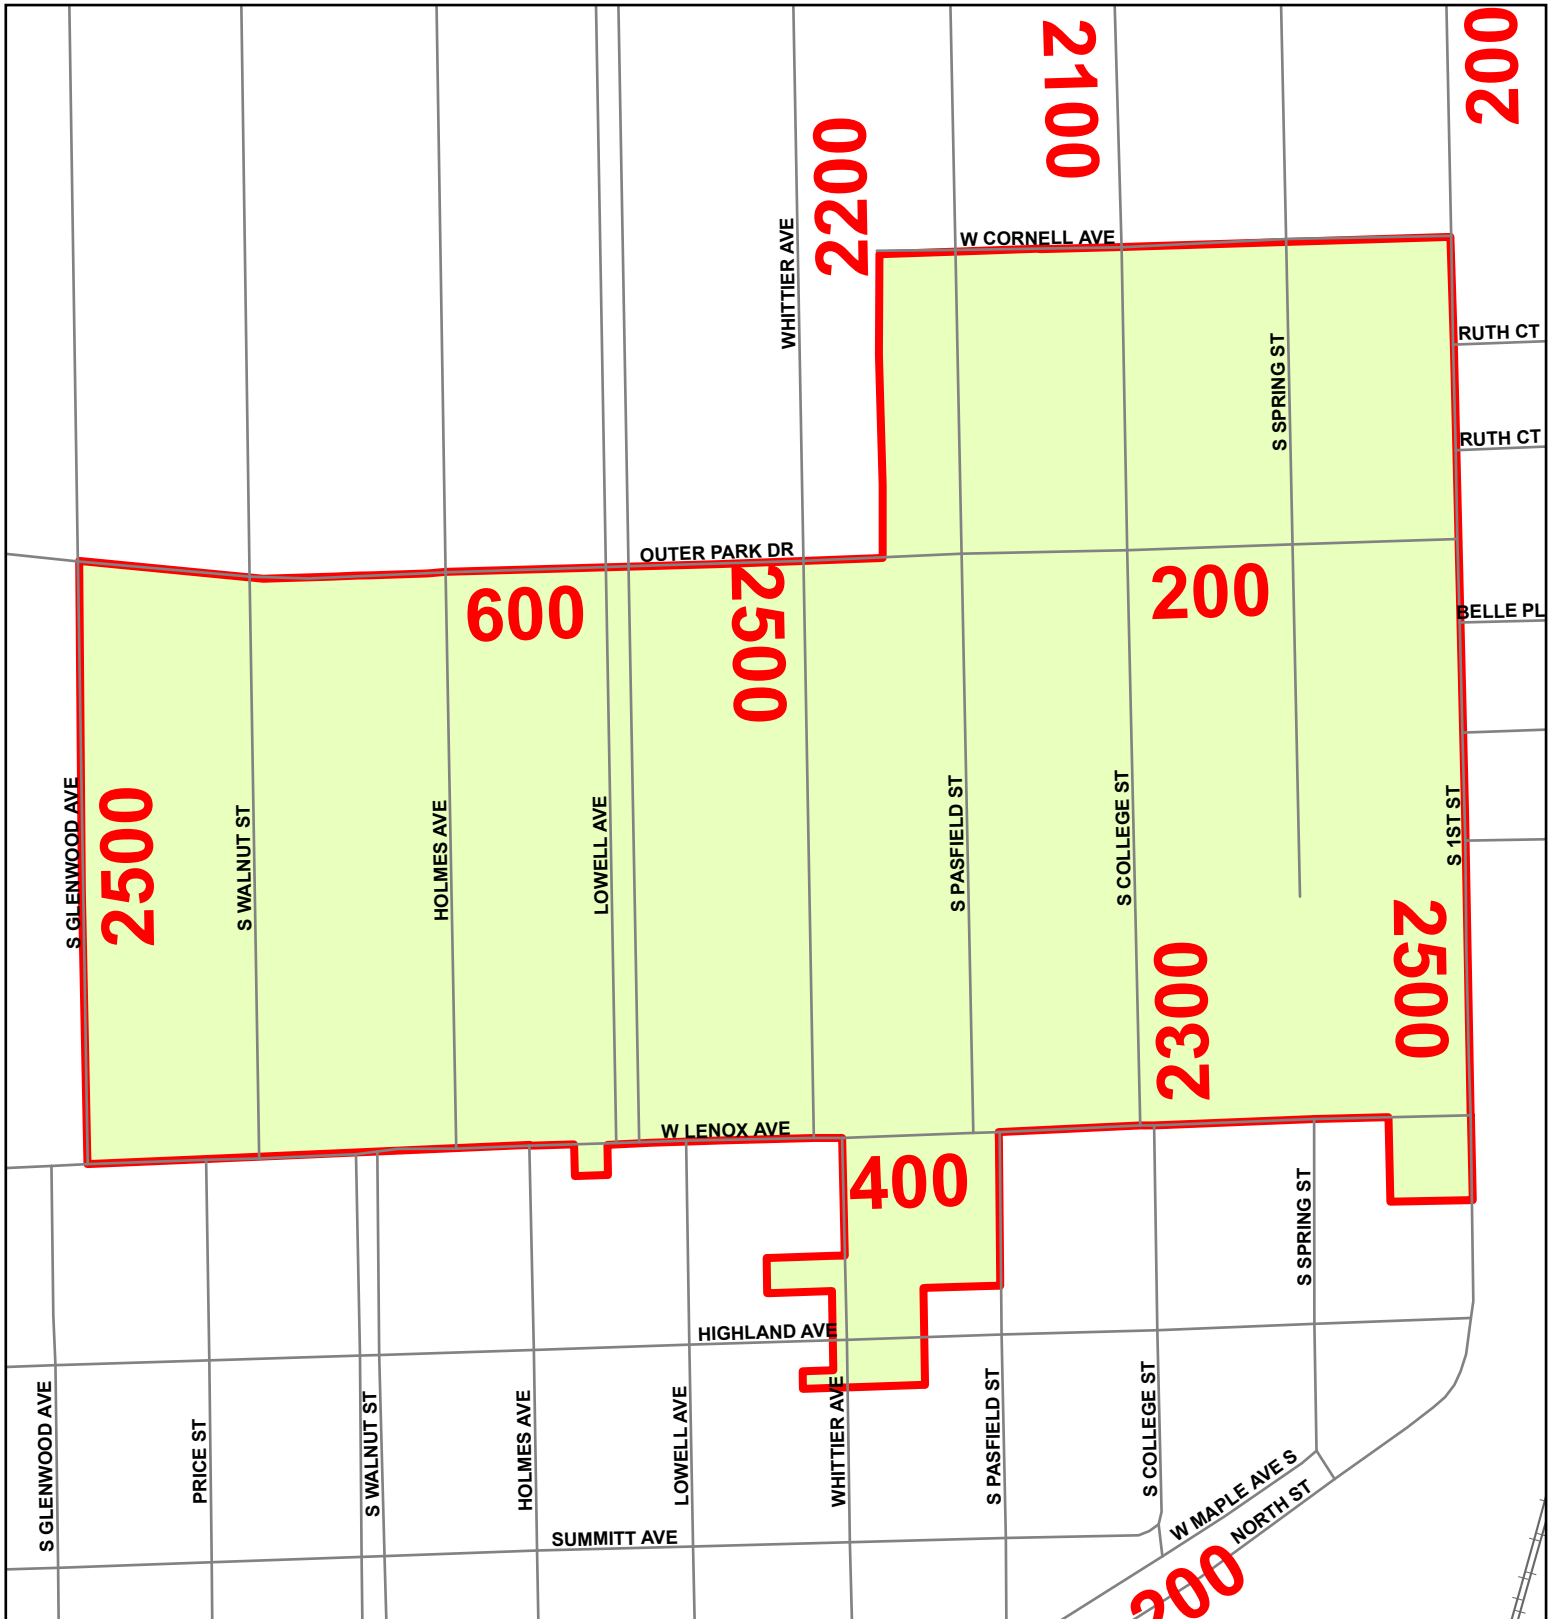 2100
200
2200
WHITTIER AVE
W CORNELL AVE
RUTH CT
S SPRING ST
RUTH CT
OUTER PARK DR
600
2500
200
BELLE PL
S GLENWOOD AVE
2500
S WALNUT ST
HOLMES AVE
LOWELL AVE
S PASFIELD ST
S COLLEGE ST
S 1ST ST
2300
2500
W LENOX AVE
400
S SPRING ST
HIGHLAND AVE
S GLENWOOD AVE
PRICE ST
S WALNUT ST
HOLMES AVE
LOWELL AVE
WHITTIER AVE
S PASFIELD ST
S COLLEGE ST
W MAPLE AVE S
NORTH ST
SUMMITT AVE
200